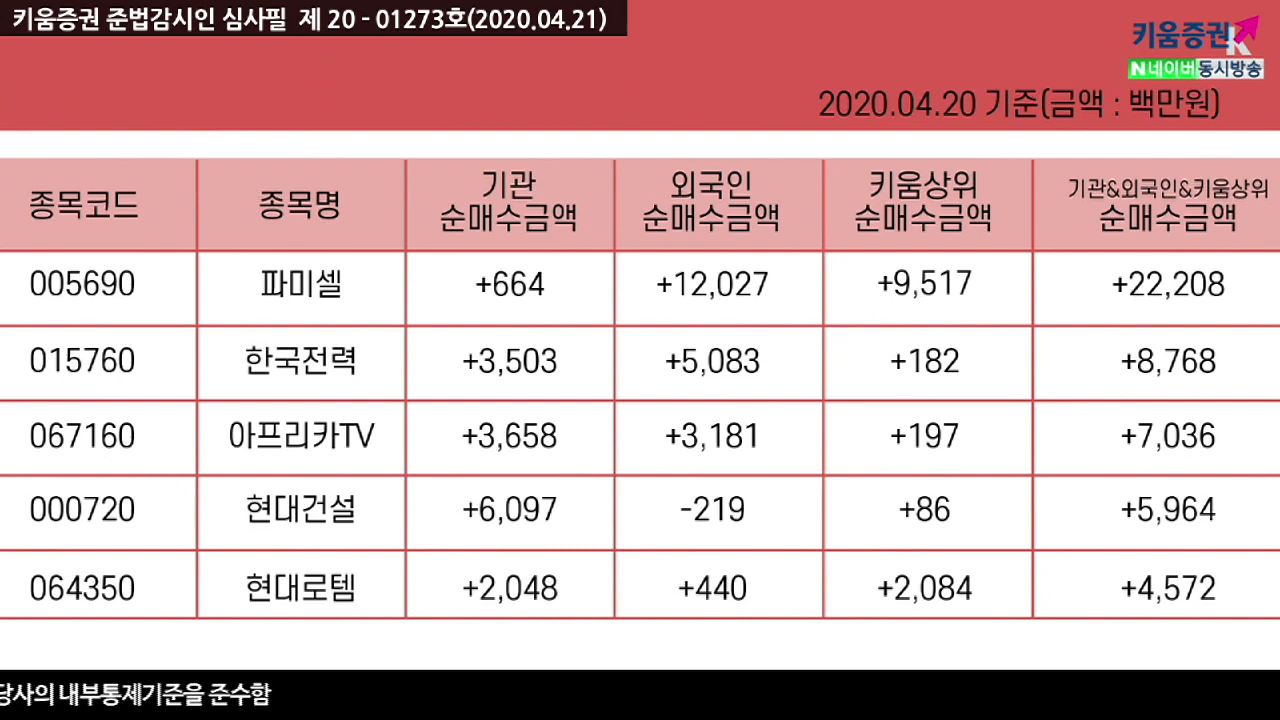 키움증권 준법감시인 심사필 제 20 - 01273호(2020.04.21)
키움증권
N 네이버 동시방송
2020.04.20 기준(금액 : 백만원)
종목코드 종목명 기관 순매수금액 외국인 순매수금액 키움상위 순매수금액 기관&외국인&키움상위 순매수금액
005690 파미셀 +664 +12,027 +9,517 +22,208
015760 한국전력 +3,503 +5,083 +182 +8,768
067160 아프리카TV +3,658 +3,181 +197 +7,036
000720 현대건설 +6,097 -219 +86 +5,964
064350 현대로템 +2,048 +440 +2,084 +4,572
당사의 내부통제기준을 준수함